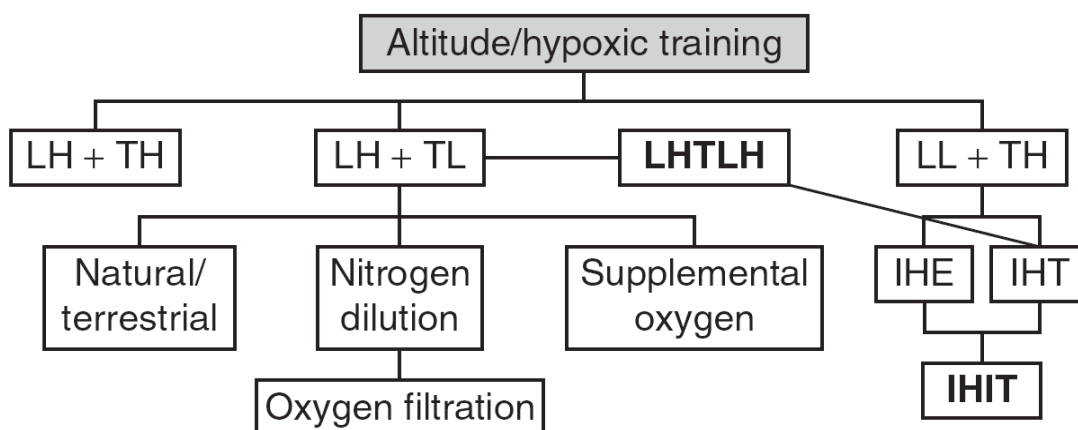 Altitude/hypoxic training
LH + TH
LH + TL
LHTLH
LL + TH
Natural/
terrestrial
Nitrogen
dilution
Supplemental
oxygen
IHE
IHT
Oxygen filtration
IHIT